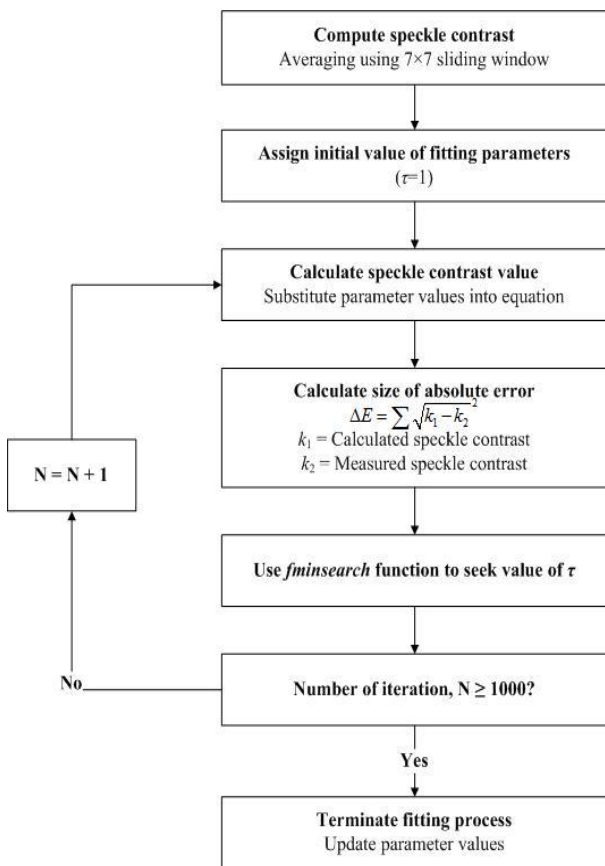 Compute speckle contrast
Averaging using 7×7 sliding window
Assign initial value of fitting parameters
(τ=1)
Calculate speckle contrast value
Substitute parameter values into equation
Calculate size of absolute error
ΔE = ∑ √(k₁ − k₂)²
k₁ = Calculated speckle contrast
k₂ = Measured speckle contrast
N = N + 1
Use fminsearch function to seek value of τ
No
Number of iteration, N ≥ 1000?
Yes
Terminate fitting process
Update parameter values